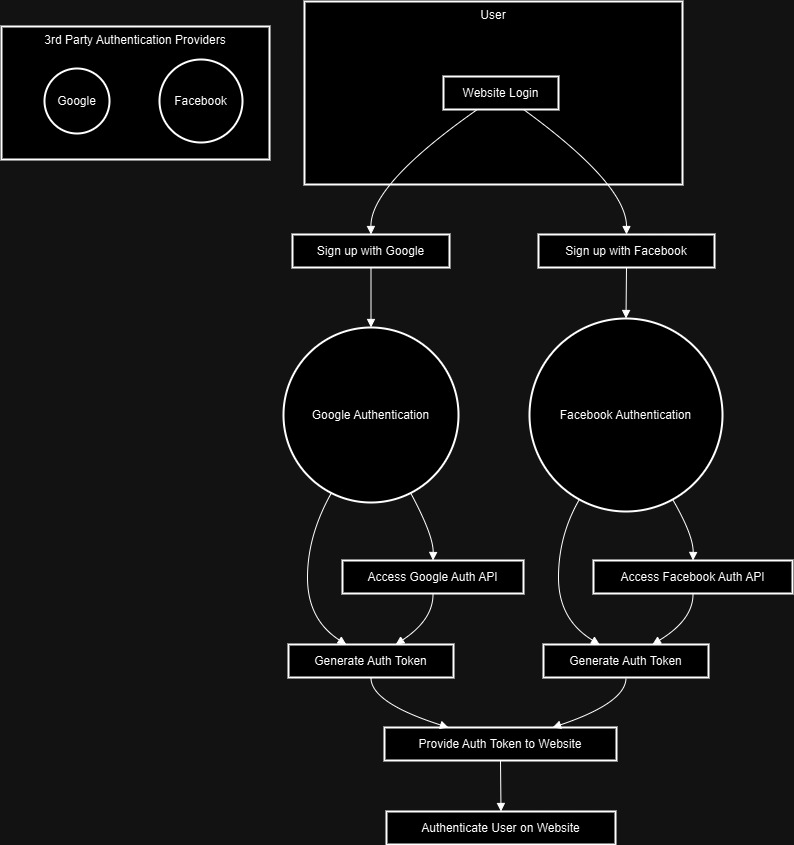 3rd Party Authentication Providers
Google
Facebook
User
Website Login
Sign up with Google
Sign up with Facebook
Google Authentication
Facebook Authentication
Access Google Auth API
Access Facebook Auth API
Generate Auth Token
Generate Auth Token
Provide Auth Token to Website
Authenticate User on Website